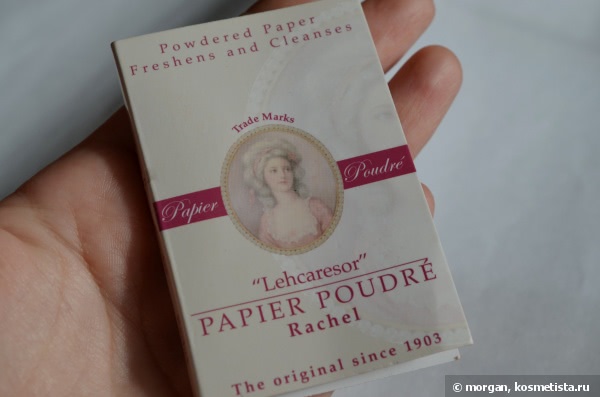 Powdered Paper
Freshens and Cleanses
Trade Marks
Papier Poudré
"Lehcaresor"
PAPIER POUDRÉ
Rachel
The original since 1903
© morgan, kosmetista.ru